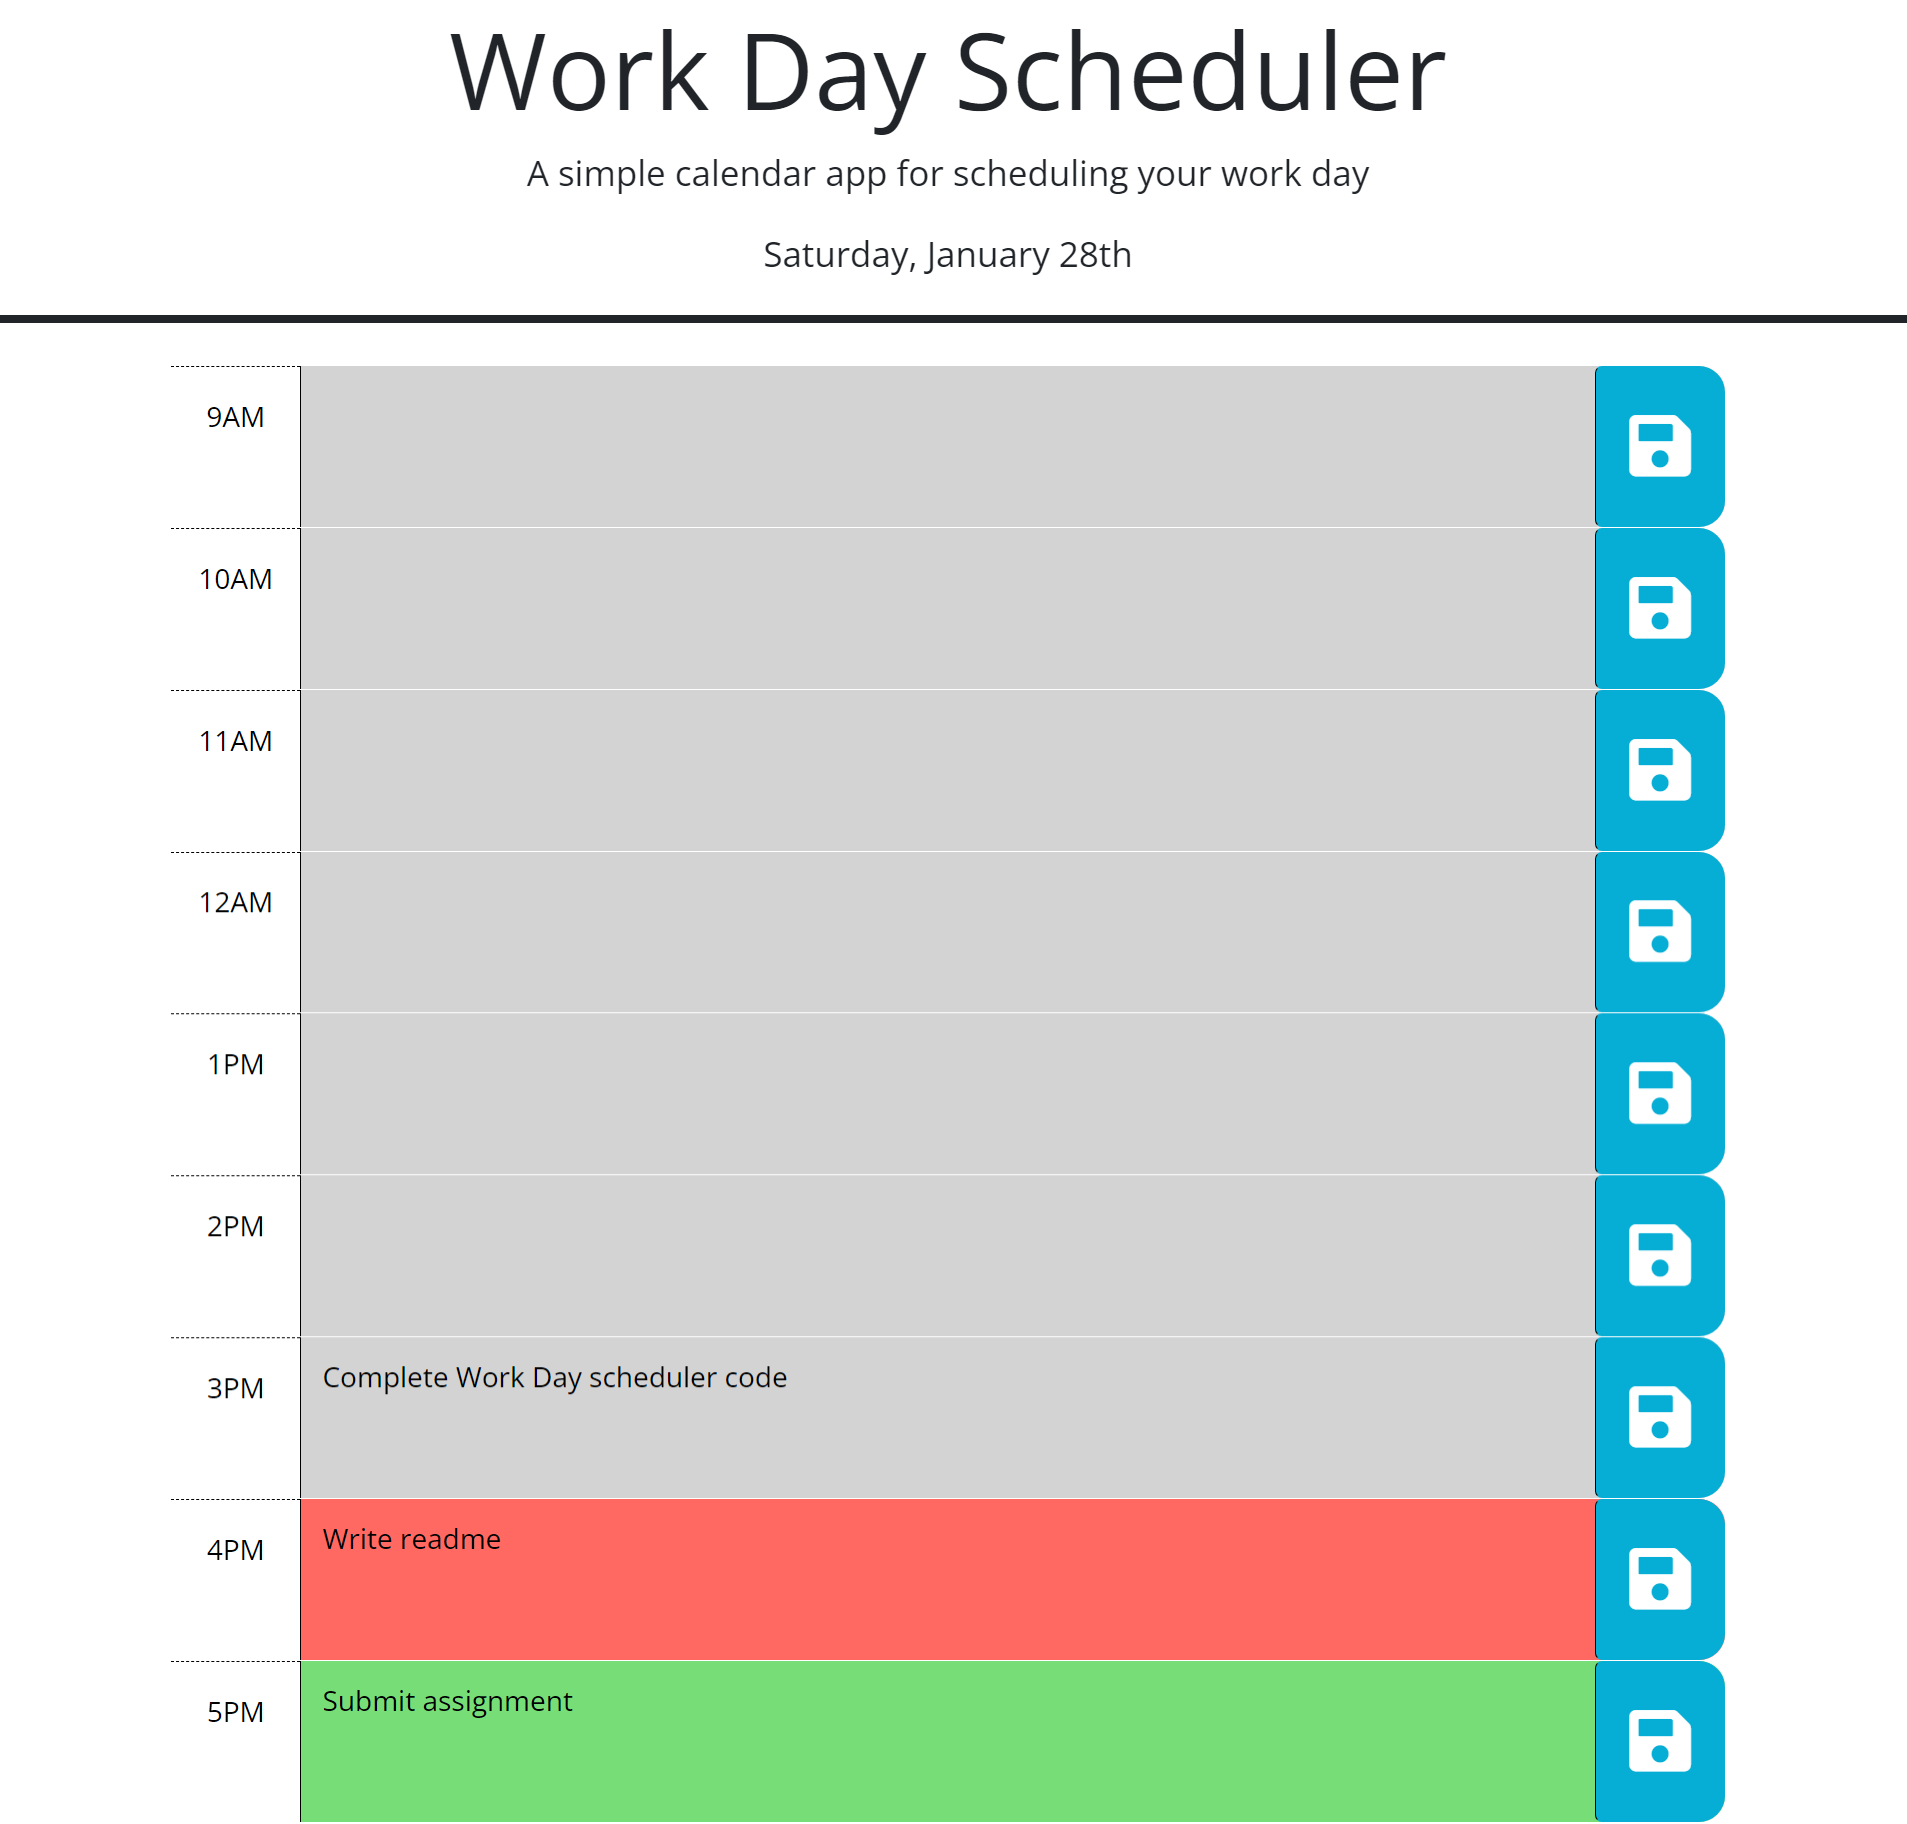 Work Day Scheduler
A simple calendar app for scheduling your work day
Saturday, January 28th
9AM
10AM
11AM
12AM
1PM
2PM
3PM
Complete Work Day scheduler code
4PM
Write readme
5PM
Submit assignment